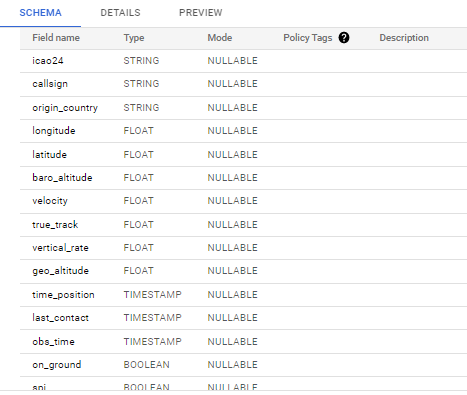 SCHEMA DETAILS PREVIEW
Field name Type Mode Policy Tags ? Description
icao24 STRING NULLABLE
callsign STRING NULLABLE
origin_country STRING NULLABLE
longitude FLOAT NULLABLE
latitude FLOAT NULLABLE
baro_altitude FLOAT NULLABLE
velocity FLOAT NULLABLE
true_track FLOAT NULLABLE
vertical_rate FLOAT NULLABLE
geo_altitude FLOAT NULLABLE
time_position TIMESTAMP NULLABLE
last_contact TIMESTAMP NULLABLE
obs_time TIMESTAMP NULLABLE
on_ground BOOLEAN NULLABLE
spi BOOLEAN NULLABLE